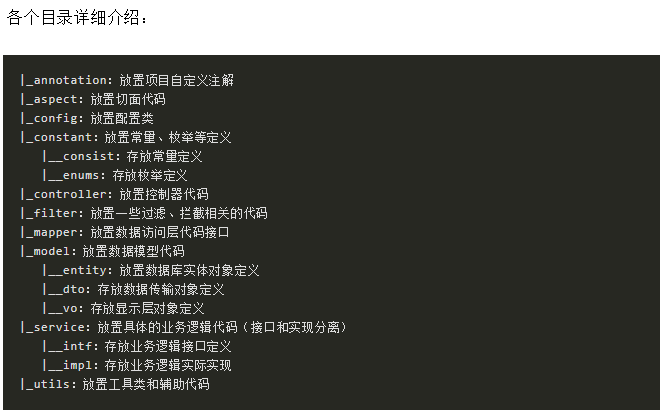 各个目录详细介绍：
|_annotation：放置项目自定义注解
|_aspect：放置切面代码
|_config：放置配置类
|_constant：放置常量、枚举等定义
|__consist：存放常量定义
|__enums：存放枚举定义
|_controller：放置控制器代码
|_filter：放置一些过滤、拦截相关的代码
|_mapper：放置数据访问层代码接口
|_model：放置数据模型代码
|__entity：放置数据库实体对象定义
|__dto：存放数据传输对象定义
|__vo：存放显示层对象定义
|_service：放置具体的业务逻辑代码（接口和实现分离）
|__intf：存放业务逻辑接口定义
|__impl：存放业务逻辑实际实现
|_utils：放置工具类和辅助代码